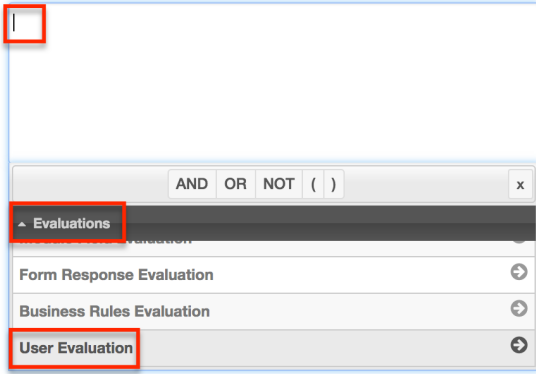 AND OR NOT ( ) x
Evaluations
Form Response Evaluation
Business Rules Evaluation
User Evaluation